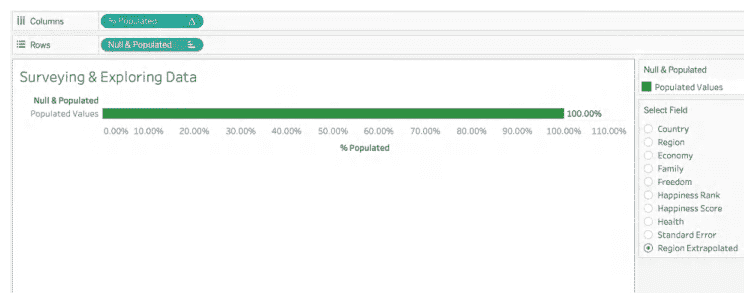 Columns
% Populated
Rows
Null & Populated
Surveying & Exploring Data
Null & Populated
Populated Values
100.00%
0.00% 10.00% 20.00% 30.00% 40.00% 50.00% 60.00% 70.00% 80.00% 90.00% 100.00% 110.00%
% Populated
Null & Populated
Populated Values
Select Field
Country
Region
Economy
Family
Freedom
Happiness Rank
Happiness Score
Health
Standard Error
Region Extrapolated